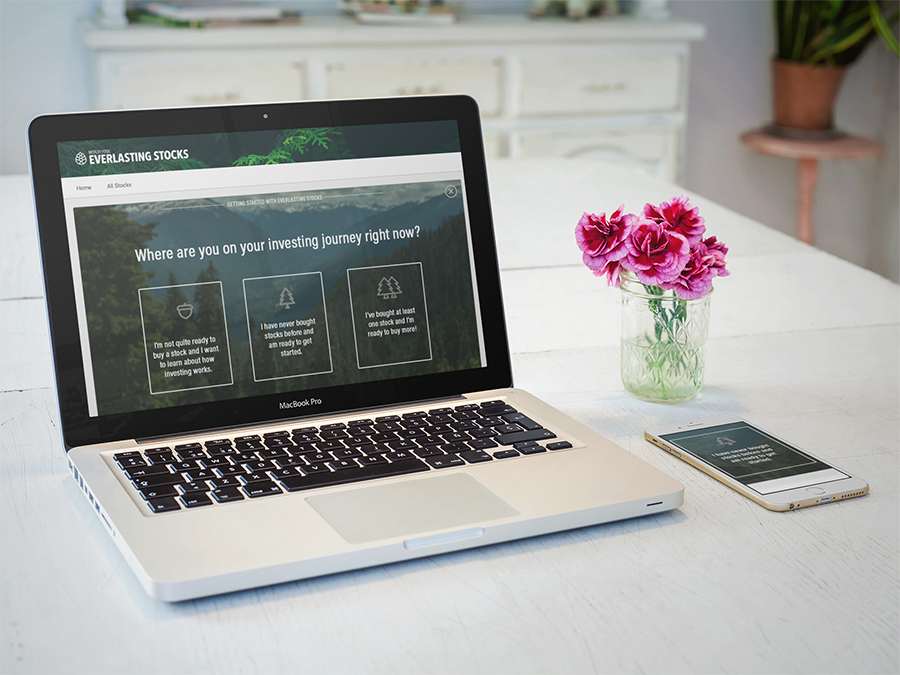 MOTLEY FOOL
EVERLASTING STOCKS
Home All Stocks
GETTING STARTED WITH EVERLASTING STOCKS
Where are you on your investing journey right now?
I'm not quite ready to
buy a stock and I want
to learn about how
investing works.
I have never bought
stocks before and
am ready to get
started.
I've bought at least
one stock and I'm
ready to buy more!
MacBook Pro
I have never bought
stocks before and am
ready to get
started.